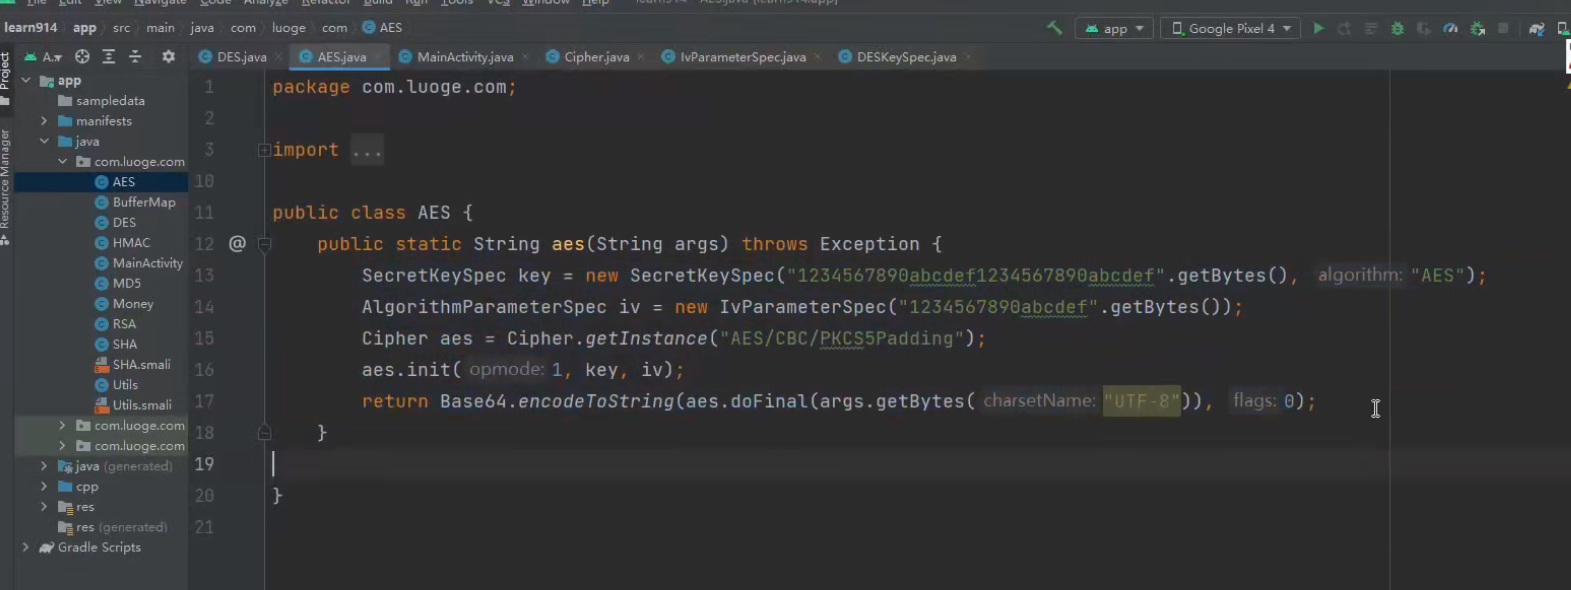 File Edit View Navigate Code Analyze Refactor Build Run Tools VCS Window Help
learn914 app src main java com luoge com AES
app Google Pixel 4
A..
DES.java AES.java MainActivity.java Cipher.java IvParameterSpec.java DESKeySpec.java
Project
Resource Manager
app
sampledata
manifests
java
com.luoge.com
AES
BufferMap
DES
HMAC
MainActivity
MD5
Money
RSA
SHA
SHA.smali
Utils
Utils.smali
com.luoge.com
com.luoge.com
java (generated)
cpp
res
res (generated)
Gradle Scripts
1 package com.luoge.com;
2
3 import ...
10
11 public class AES {
12 @ public static String aes(String args) throws Exception {
13 SecretKeySpec key = new SecretKeySpec("1234567890abcdef1234567890abcdef".getBytes(), algorithm: "AES");
14 AlgorithmParameterSpec iv = new IvParameterSpec("1234567890abcdef".getBytes());
15 Cipher aes = Cipher.getInstance("AES/CBC/PKCS5Padding");
16 aes.init( opmode: 1, key, iv);
17 return Base64.encodeToString(aes.doFinal(args.getBytes( charsetName: "UTF-8")), flags: 0);
18 }
19
20 }
21